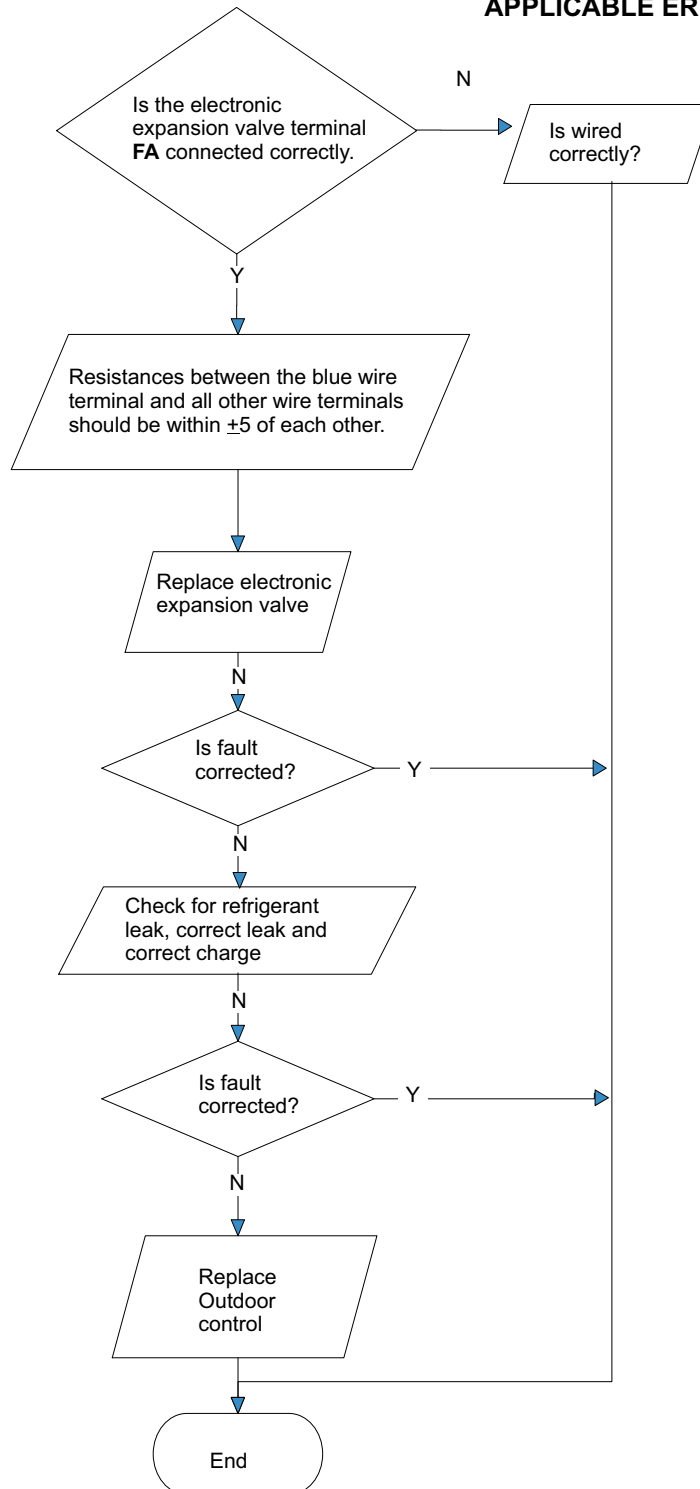 APPLICABLE ER
N
Is the electronic
expansion valve terminal
FA connected correctly.
Is wired
correctly?
Y
Resistances between the blue wire
terminal and all other wire terminals
should be within ±5 of each other.
Replace electronic
expansion valve
N
Is fault
corrected?
Y
N
Check for refrigerant
leak, correct leak and
correct charge
N
Is fault
corrected?
Y
N
Replace
Outdoor
control
End